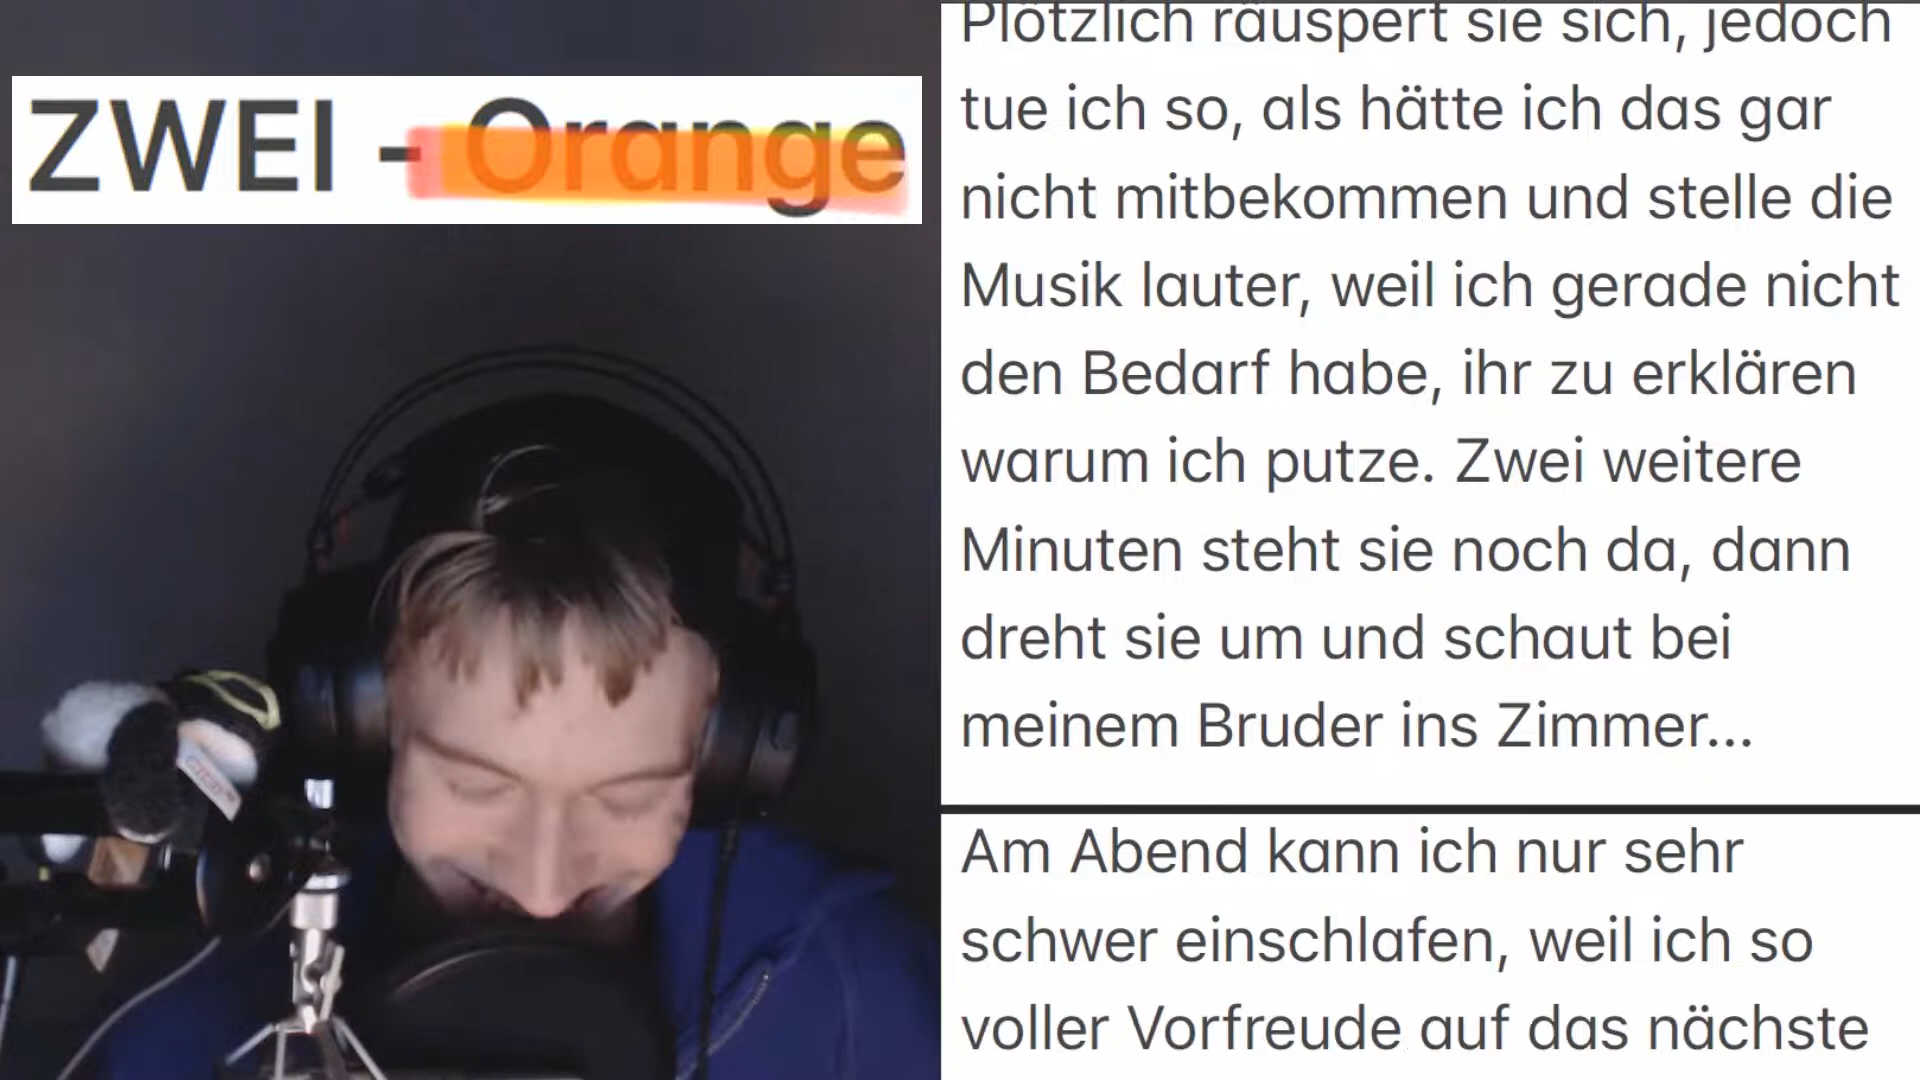 ZWEI - Orange
Plötzlich räuspert sie sich, jedoch
tue ich so, als hätte ich das gar
nicht mitbekommen und stelle die
Musik lauter, weil ich gerade nicht
den Bedarf habe, ihr zu erklären
warum ich putze. Zwei weitere
Minuten steht sie noch da, dann
dreht sie um und schaut bei
meinem Bruder ins Zimmer...
Am Abend kann ich nur sehr
schwer einschlafen, weil ich so
voller Vorfreude auf das nächste